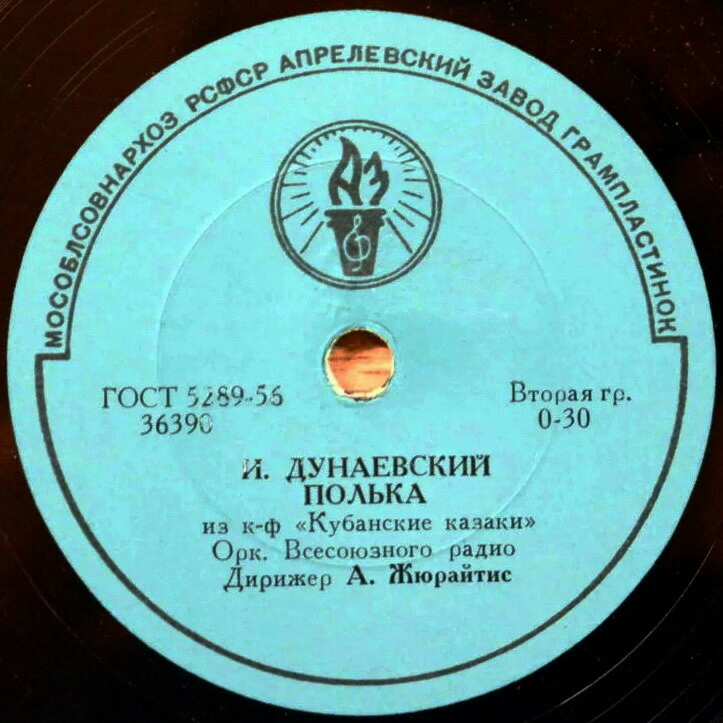 МОСОБЛСОВНАРХОЗ РСФСР АПРЕЛЕВСКИЙ ЗАВОД ГРАМПЛАСТИНОК
АЗ
ГОСТ 5289-56
36390
Вторая гр.
0-30
И. ДУНАЕВСКИЙ
ПОЛЬКА
из к-ф «Кубанские казаки»
Орк. Всесоюзного радио
Дирижер А. Жюрайтис